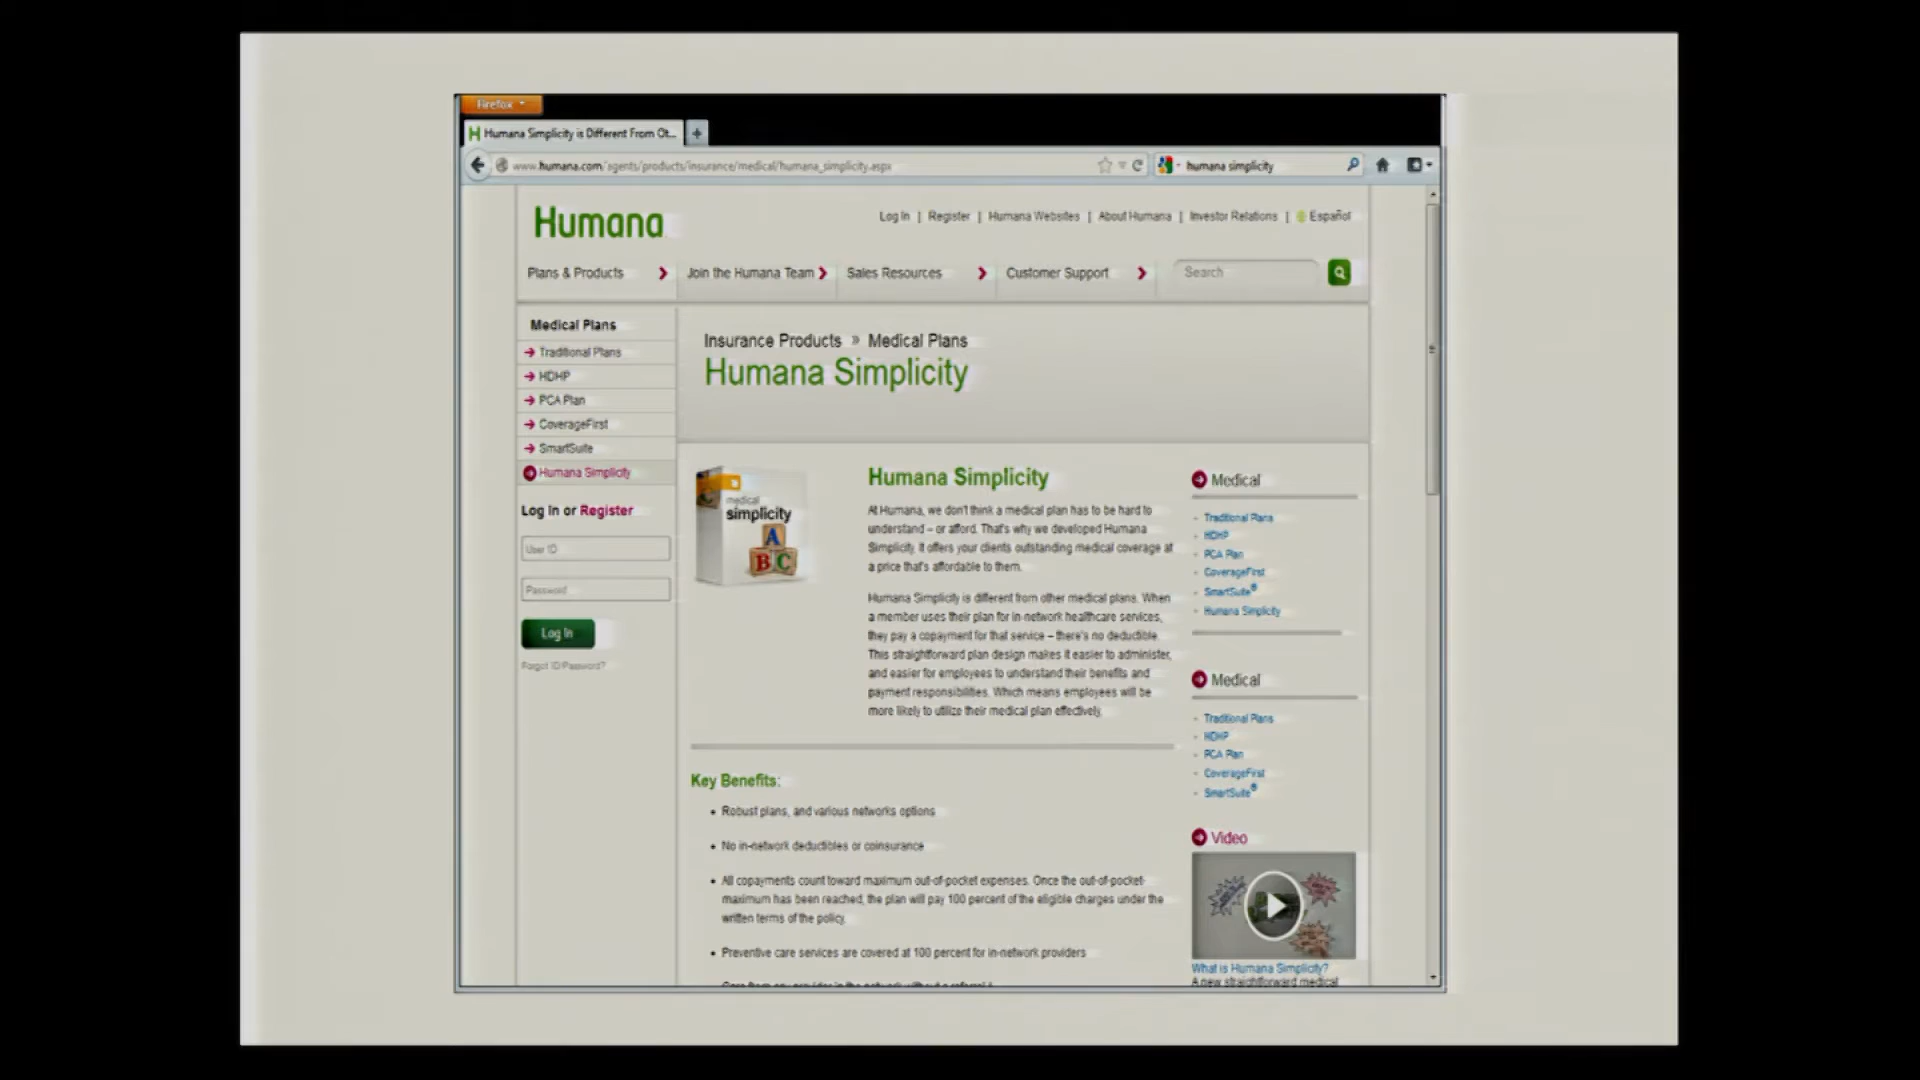 Firefox
Humana Simplicity is Different From Ot...
www.humana.com/agents/products/insurance/medical/humana_simplicity.aspx
humana simplicity
Humana
Log In | Register | Humana Websites | About Humana | Investor Relations | Español
Plans & Products
Join the Humana Team
Sales Resources
Customer Support
Search
Medical Plans
Traditional Plans
HDHP
PCA Plan
CoverageFirst
SmartSuite
Humana Simplicity
Log In or Register
User ID
Password
Log In
Forgot ID/Password?
Insurance Products » Medical Plans
Humana Simplicity
medical
simplicity
A
B C
Humana Simplicity
At Humana, we don't think a medical plan has to be hard to
understand – or afford. That's why we developed Humana
Simplicity. It offers your clients outstanding medical coverage at
a price that's affordable to them.
Humana Simplicity is different from other medical plans. When
a member uses their plan for in-network healthcare services,
they pay a copayment for that service – there's no deductible.
This straightforward plan design makes it easier to administer,
and easier for employees to understand their benefits and
payment responsibilities. Which means employees will be
more likely to utilize their medical plan effectively.
Key Benefits:
• Robust plans, and various networks options
• No in-network deductibles or coinsurance
• All copayments count toward maximum out-of-pocket expenses. Once the out-of-pocket-
maximum has been reached, the plan will pay 100 percent of the eligible charges under the
written terms of the policy.
• Preventive care services are covered at 100 percent for in-network providers
Medical
Traditional Plans
HDHP
PCA Plan
CoverageFirst
SmartSuite®
Humana Simplicity
Medical
Traditional Plans
HDHP
PCA Plan
CoverageFirst
SmartSuite®
Video
What is Humana Simplicity?
A new straightforward medical